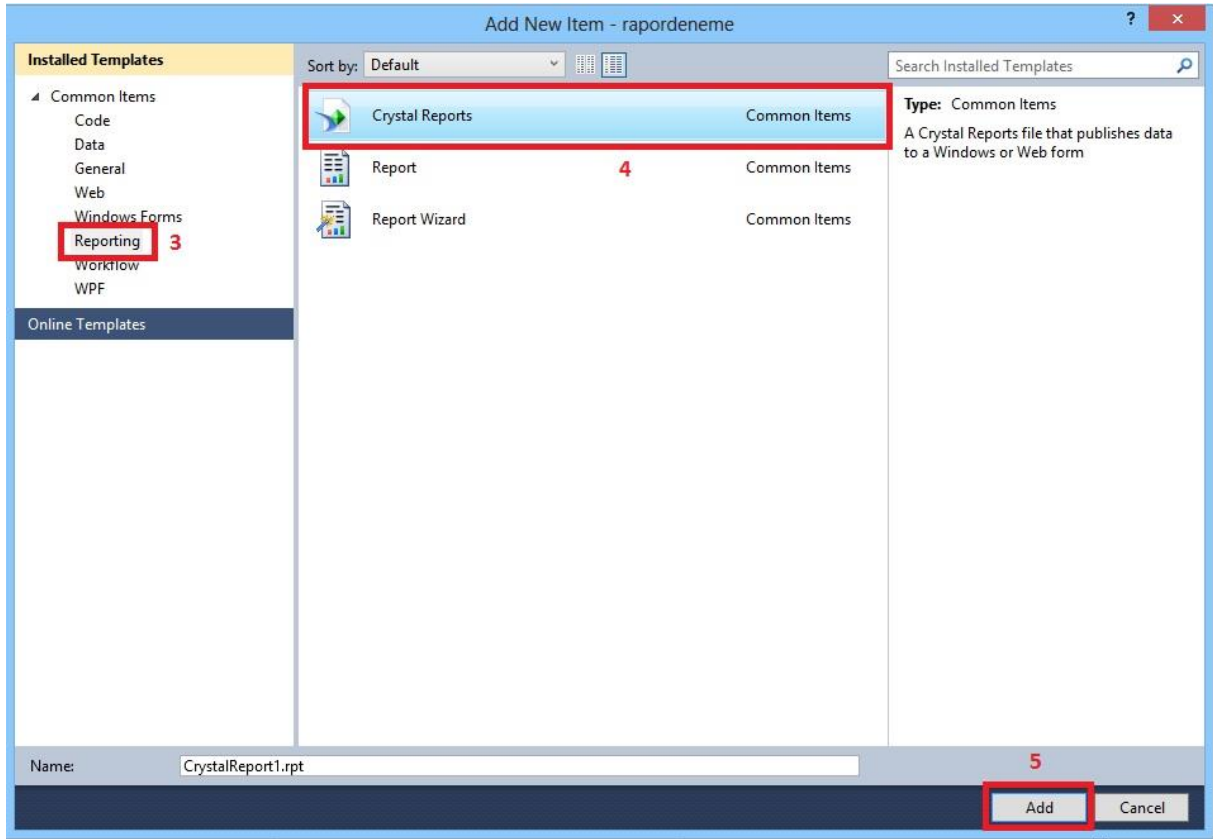 Add New Item - rapordeneme
? ×
Installed Templates
Sort by: Default
Search Installed Templates
Common Items
Code
Data
General
Web
Windows Forms
Reporting 3
Workflow
WPF
Online Templates
Crystal Reports Common Items
4
Report Common Items
Report Wizard Common Items
Type: Common Items
A Crystal Reports file that publishes data
to a Windows or Web form
Name: CrystalReport1.rpt
5
Add Cancel